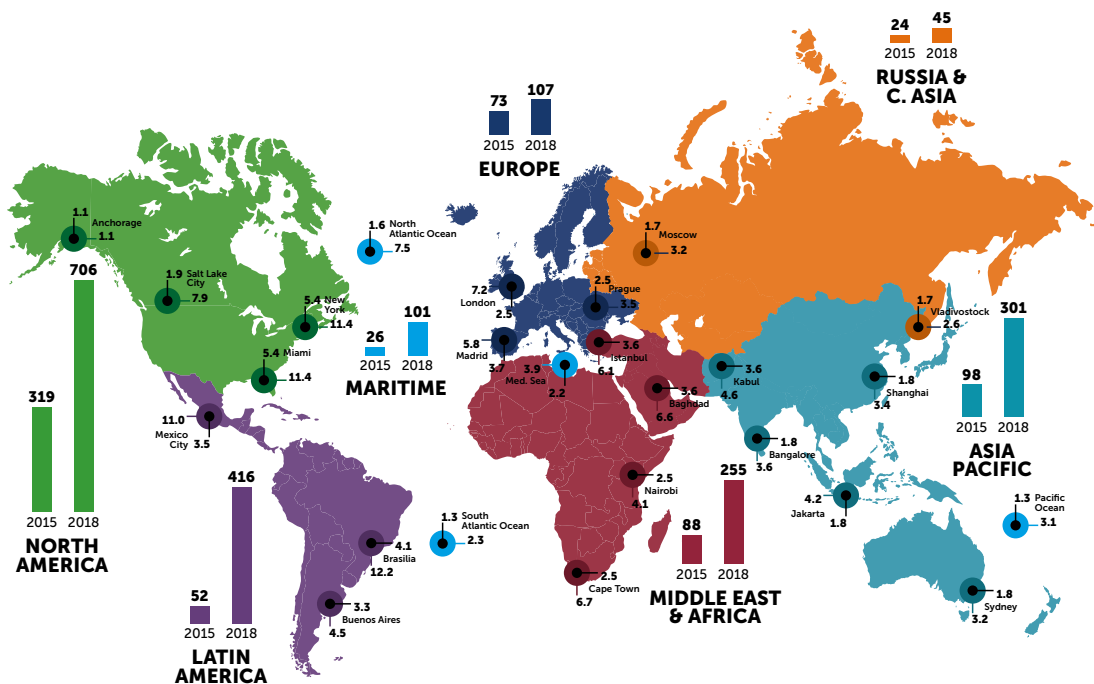 24
45
2015
2018
RUSSIA &
C. ASIA
73
107
2015
2018
EUROPE
1.1
Anchorage
1.1
1.6
North
Atlantic Ocean
7.5
1.7
Moscow
3.2
706
319
2015
2018
NORTH
AMERICA
1.9
Salt Lake
City
7.9
5.4
New
York
11.4
5.4
Miami
11.4
26
101
2015
2018
MARITIME
7.2
London
2.5
2.5
Prague
3.5
5.8
Madrid
3.7
3.9
Med. Sea
2.2
3.6
Istanbul
6.1
3.6
Baghdad
6.6
3.6
Kabul
4.6
1.7
Vladivostock
2.6
1.8
Shanghai
3.4
98
301
2015
2018
ASIA
PACIFIC
11.0
Mexico
City
3.5
416
52
2015
2018
LATIN
AMERICA
4.1
Brasilia
12.2
3.3
Buenos Aires
4.5
1.3
South
Atlantic Ocean
2.3
2.5
Nairobi
4.1
2.5
Cape Town
6.7
88
255
2015
2018
MIDDLE EAST
& AFRICA
1.8
Bangalore
3.6
4.2
Jakarta
1.8
1.3
Pacific
Ocean
3.1
1.8
Sydney
3.2